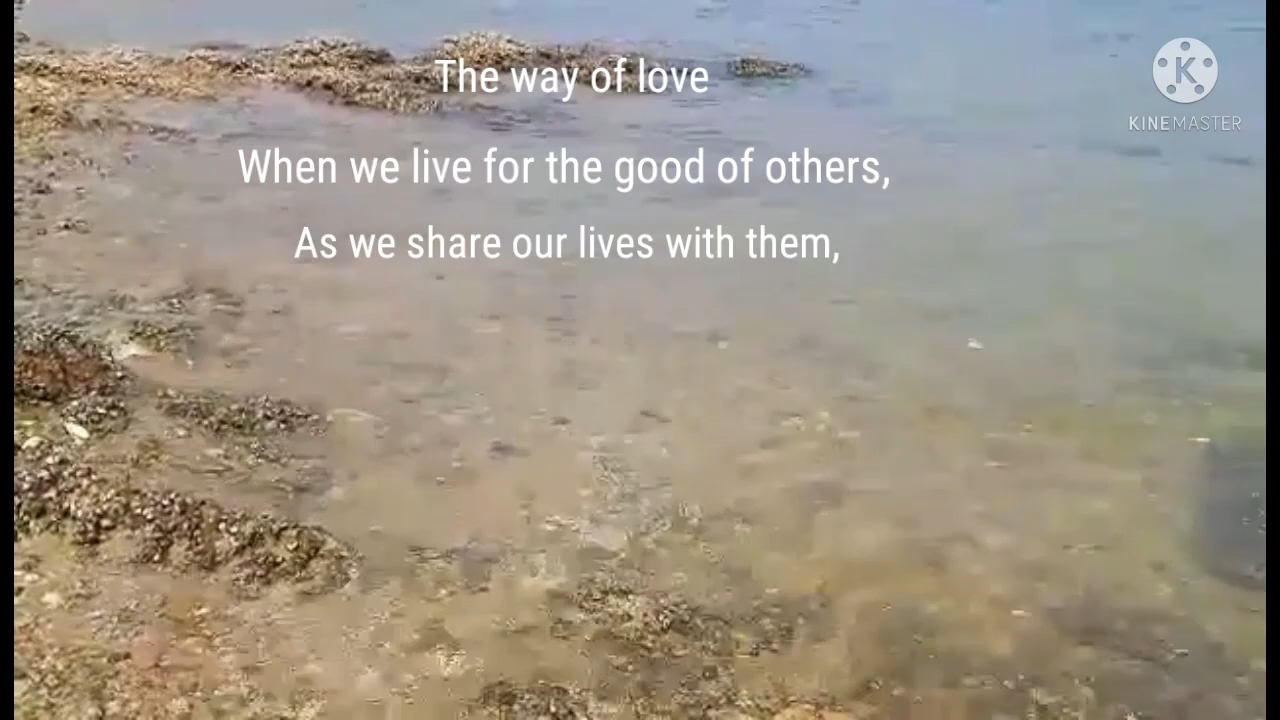 The way of love
When we live for the good of others,
As we share our lives with them,
K
KINEMASTER